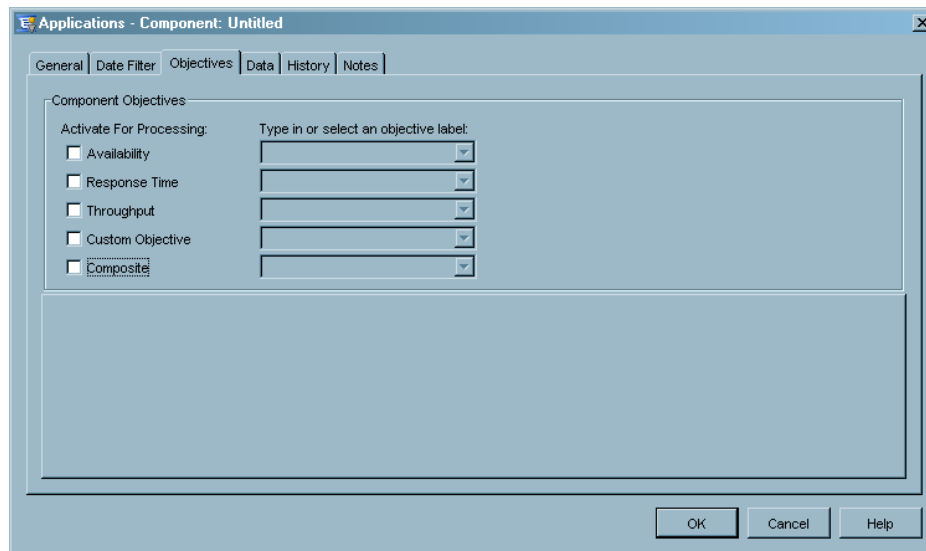 Applications - Component: Untitled
General Date Filter Objectives Data History Notes
Component Objectives
Activate For Processing: Type in or select an objective label:
Availability
Response Time
Throughput
Custom Objective
Composite
OK Cancel Help